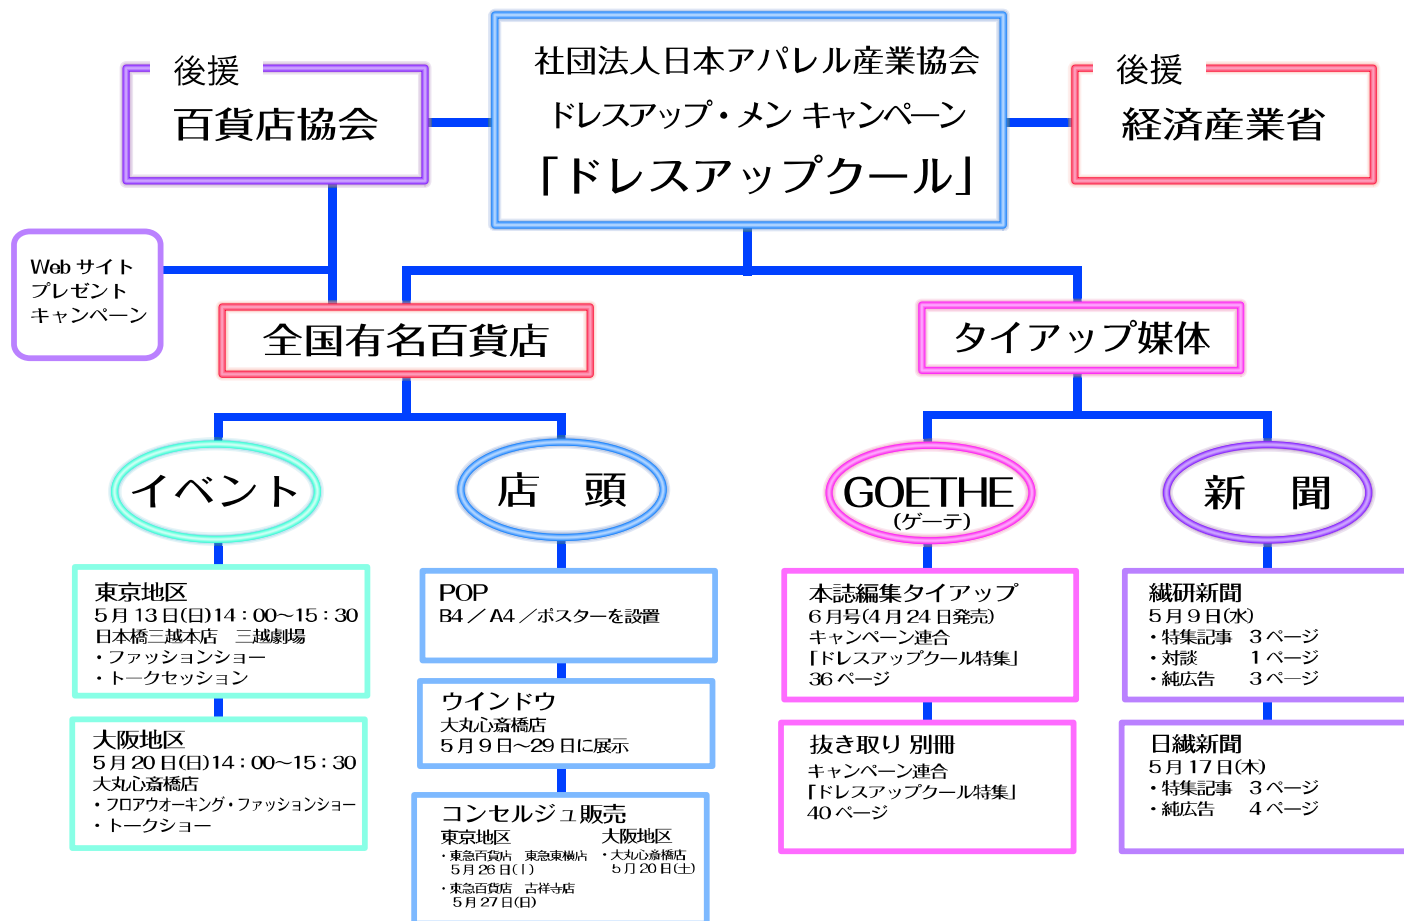 社団法人日本アパレル産業協会
ドレスアップ・メン キャンペーン
「ドレスアップクール」
後援
百貨店協会
後援
経済産業省
Web サイト
プレゼント
キャンペーン
全国有名百貨店
タイアップ媒体
イベント
東京地区
5月13日(日)14：00〜15：30
日本橋三越本店　三越劇場
・ファッションショー
・トークセッション
大阪地区
5月20日(日)14：00〜15：30
大丸心斎橋店
・フロアウオーキング・ファッションショー
・トークショー
店　頭
POP
B4／A4／ポスターを設置
ウインドウ
大丸心斎橋店
5月9日〜29日に展示
コンセルジュ販売
東京地区
・東急百貨店　東急東横店
5月26日
・東急百貨店　吉祥寺店
5月27日(日)
大阪地区
・大丸心斎橋店
5月20日(土)
GOETHE
(ゲーテ)
本誌編集タイアップ
6月号(4月24日発売)
キャンペーン連合
「ドレスアップクール特集」
36ページ
抜き取り 別冊
キャンペーン連合
「ドレスアップクール特集」
40ページ
新　聞
繊研新聞
5月9日(水)
・特集記事　3ページ
・対談　　　1ページ
・純広告　　3ページ
日繊新聞
5月17日(木)
・特集記事　3ページ
・純広告　　4ページ